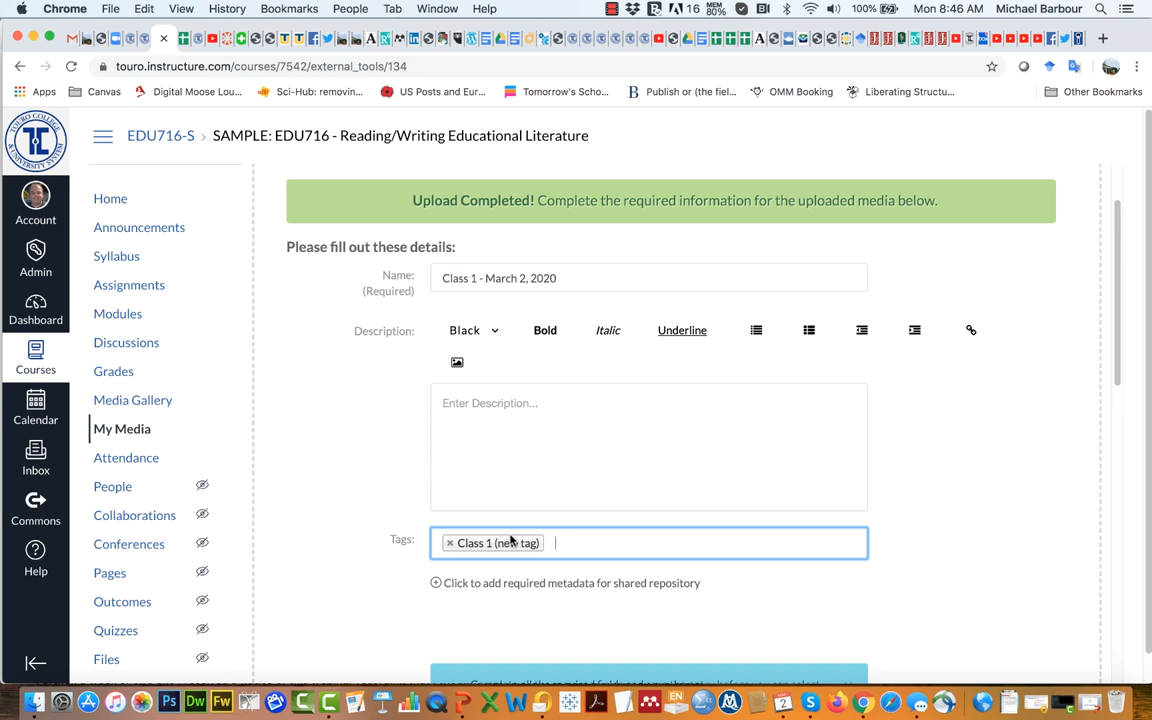 Chrome File Edit View History Bookmarks People Tab Window Help 16 MEM 80% 100% Mon 8:46 AM Michael Barbour
touro.instructure.com/courses/7542/external_tools/134
Apps Canvas Digital Moose Lou... Sci-Hub: removin... US Posts and Eur... Tomorrow's Scho... Publish or (the fiel... OMM Booking Liberating Structu... Other Bookmarks
EDU716-S › SAMPLE: EDU716 - Reading/Writing Educational Literature
Upload Completed! Complete the required information for the uploaded media below.
Please fill out these details:
Name:
(Required)
Class 1 - March 2, 2020
Description:
Black Bold Italic Underline
Enter Description...
Tags:
× Class 1 (new tag)
Click to add required metadata for shared repository
Account
Admin
Dashboard
Courses
Calendar
Inbox
Commons
Help
Home
Announcements
Syllabus
Assignments
Modules
Discussions
Grades
Media Gallery
My Media
Attendance
People
Collaborations
Conferences
Pages
Outcomes
Quizzes
Files